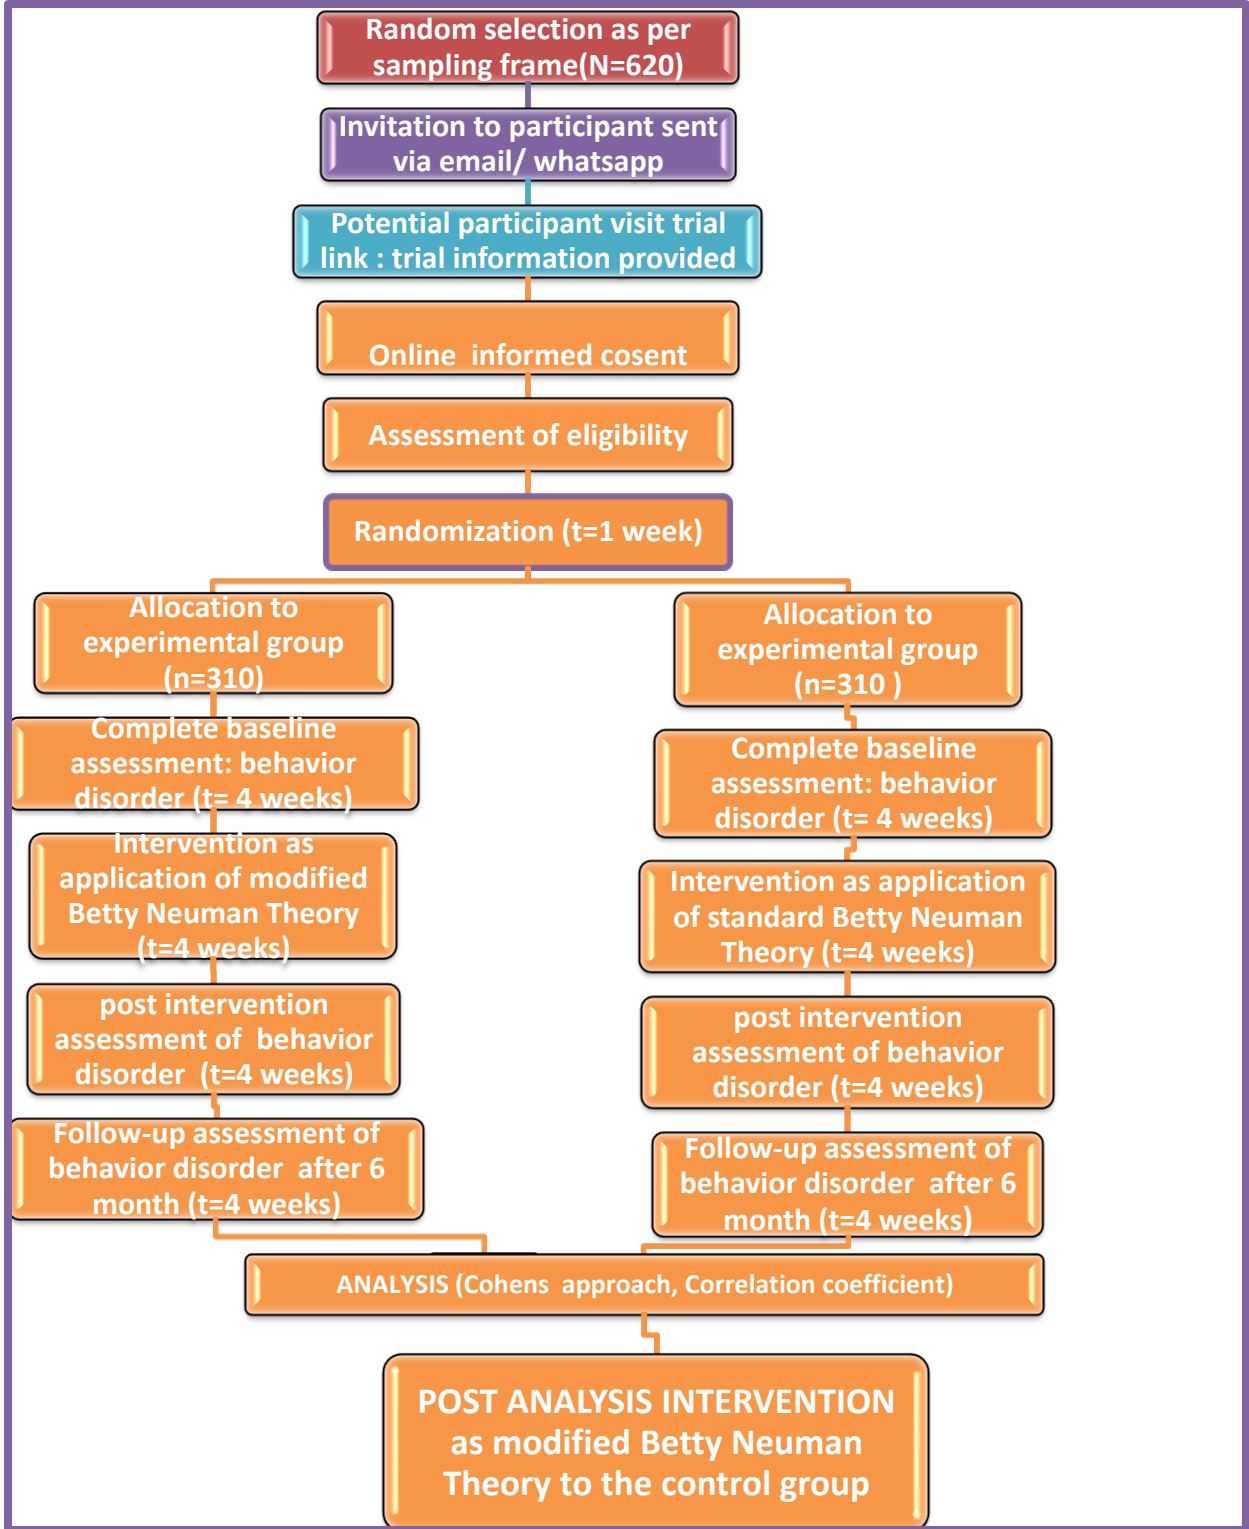 Random selection as per
sampling frame(N=620)
Invitation to participant sent
via email/ whatsapp
Potential participant visit trial
link : trial information provided
Online informed cosent
Assessment of eligibility
Randomization (t=1 week)
Allocation to
experimental group
(n=310)
Complete baseline
assessment: behavior
disorder (t= 4 weeks)
Intervention as
application of modified
Betty Neuman Theory
(t=4 weeks)
post intervention
assessment of behavior
disorder (t=4 weeks)
Follow-up assessment of
behavior disorder after 6
month (t=4 weeks)
Allocation to
experimental group
(n=310 )
Complete baseline
assessment: behavior
disorder (t= 4 weeks)
Intervention as application
of standard Betty Neuman
Theory (t=4 weeks)
post intervention
assessment of behavior
disorder (t=4 weeks)
Follow-up assessment of
behavior disorder after 6
month (t=4 weeks)
ANALYSIS (Cohens approach, Correlation coefficient)
POST ANALYSIS INTERVENTION
as modified Betty Neuman
Theory to the control group